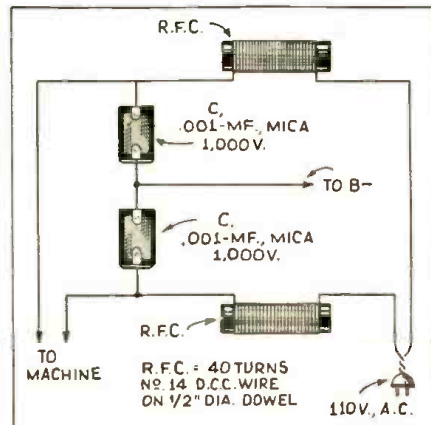 R.F.C.
C,
.001-MF., MICA
1,000V.
TO B-
C.
.001-MF., MICA
1,000V.
R.F.C.
TO
MACHINE
R.F.C. = 40 TURNS
NO. 14 D.C.C. WIRE
ON 1/2" DIA. DOWEL
110V., A.C.